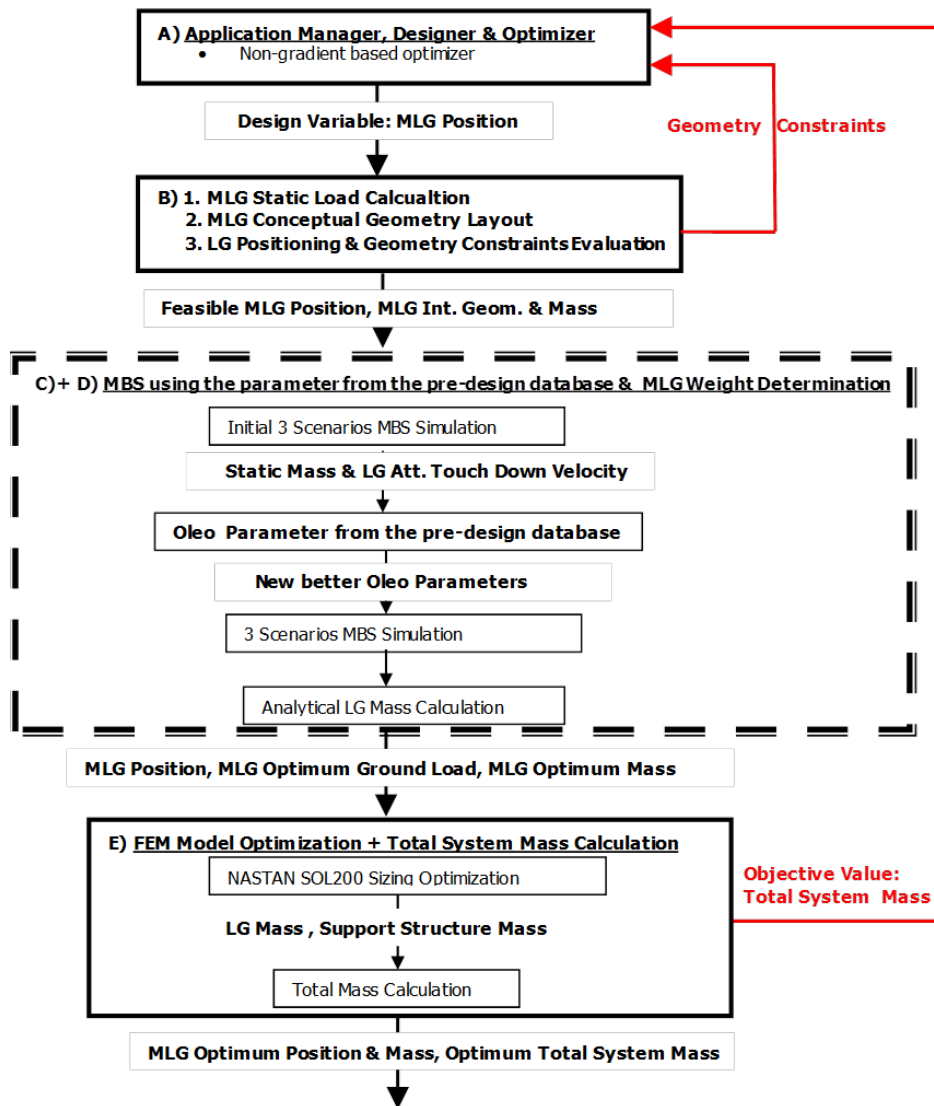 A) Application Manager, Designer & Optimizer
• Non-gradient based optimizer
Design Variable: MLG Position
Geometry Constraints
B) 1. MLG Static Load Calcualtion
2. MLG Conceptual Geometry Layout
3. LG Positioning & Geometry Constraints Evaluation
Feasible MLG Position, MLG Int. Geom. & Mass
C)+ D) MBS using the parameter from the pre-design database & MLG Weight Determination
Initial 3 Scenarios MBS Simulation
Static Mass & LG Att. Touch Down Velocity
Oleo Parameter from the pre-design database
New better Oleo Parameters
3 Scenarios MBS Simulation
Analytical LG Mass Calculation
MLG Position, MLG Optimum Ground Load, MLG Optimum Mass
E) FEM Model Optimization + Total System Mass Calculation
NASTAN SOL200 Sizing Optimization
LG Mass , Support Structure Mass
Total Mass Calculation
Objective Value:
Total System Mass
MLG Optimum Position & Mass, Optimum Total System Mass